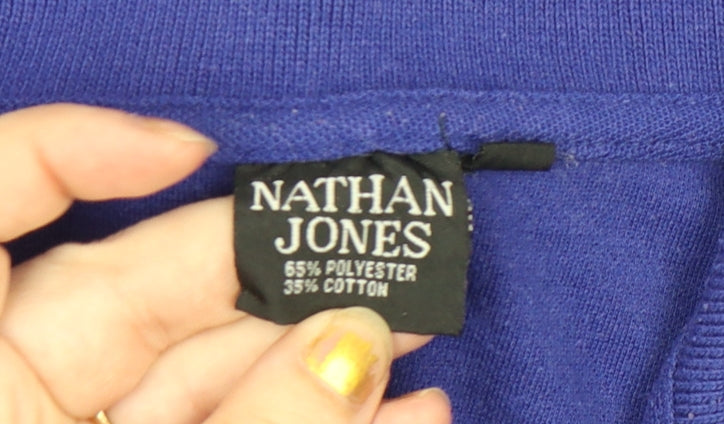 NATHAN
JONES
65% POLYESTER
35% COTTON